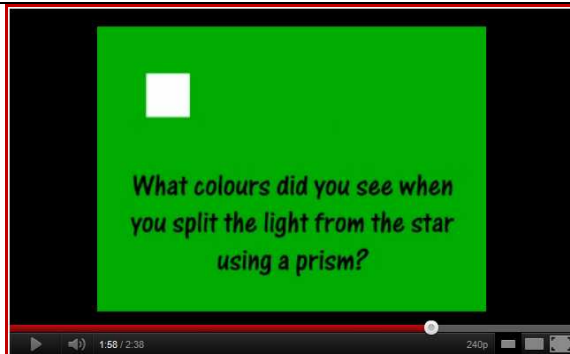 What colours did you see when
you split the light from the star
using a prism?
1:58 / 2:38
240p